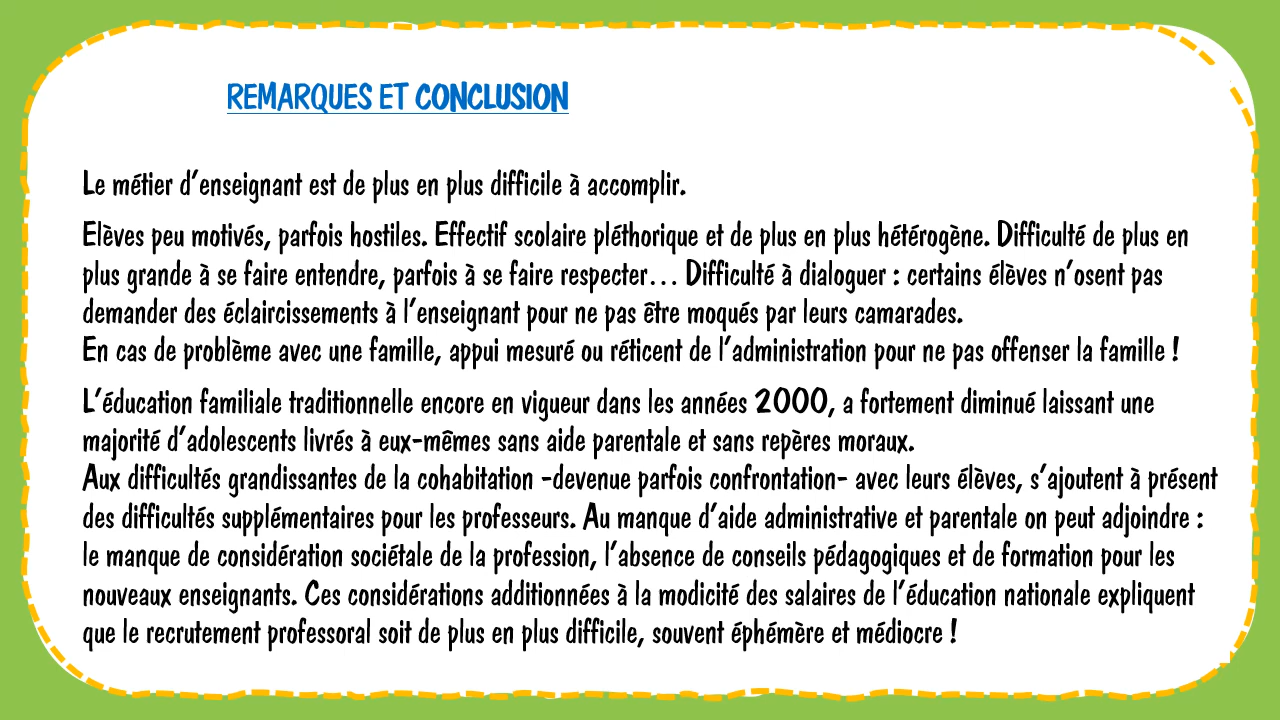 REMARQUES ET CONCLUSION
Le métier d'enseignant est de plus en plus difficile à accomplir.
Elèves peu motivés, parfois hostiles. Effectif scolaire pléthorique et de plus en plus hétérogène. Difficulté de plus en
plus grande à se faire entendre, parfois à se faire respecter... Difficulté à dialoguer : certains élèves n'osent pas
demander des éclaircissements à l'enseignant pour ne pas être moqués par leurs camarades.
En cas de problème avec une famille, appui mesuré ou réticent de l'administration pour ne pas offenser la famille !
L'éducation familiale traditionnelle encore en vigueur dans les années 2000, a fortement diminué laissant une
majorité d'adolescents livrés à eux-mêmes sans aide parentale et sans repères moraux.
Aux difficultés grandissantes de la cohabitation -devenue parfois confrontation- avec leurs élèves, s'ajoutent à présent
des difficultés supplémentaires pour les professeurs. Au manque d'aide administrative et parentale on peut adjoindre :
le manque de considération sociétale de la profession, l'absence de conseils pédagogiques et de formation pour les
nouveaux enseignants. Ces considérations additionnées à la modicité des salaires de l'éducation nationale expliquent
que le recrutement professoral soit de plus en plus difficile, souvent éphémère et médiocre !